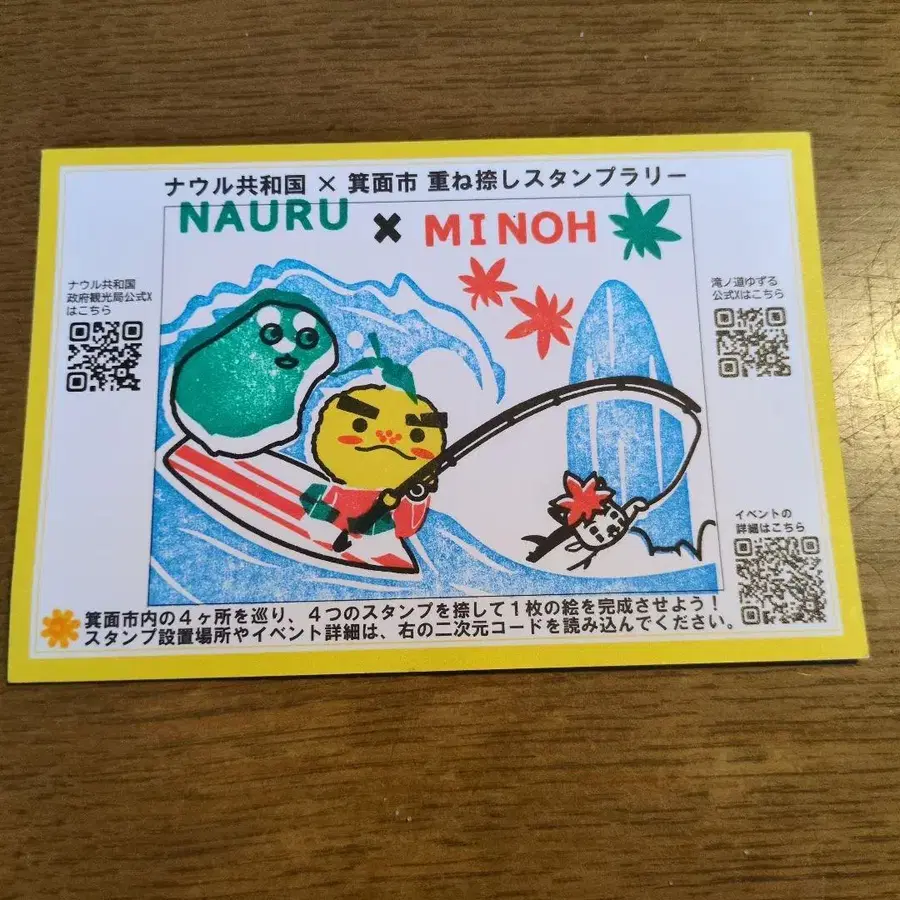 ナウル共和国 × 箕面市 重ね捺しスタンプラリー
NAURU × MINOH
ナウル共和国
政府観光局公式X
はこちら
滝ノ道ゆずる
公式Xはこちら
イベントの
詳細はこちら
箕面市内の4ヶ所を巡り、4つのスタンプを捺して1枚の絵を完成させよう！
スタンプ設置場所やイベント詳細は、右の二次元コードを読み込んでください。